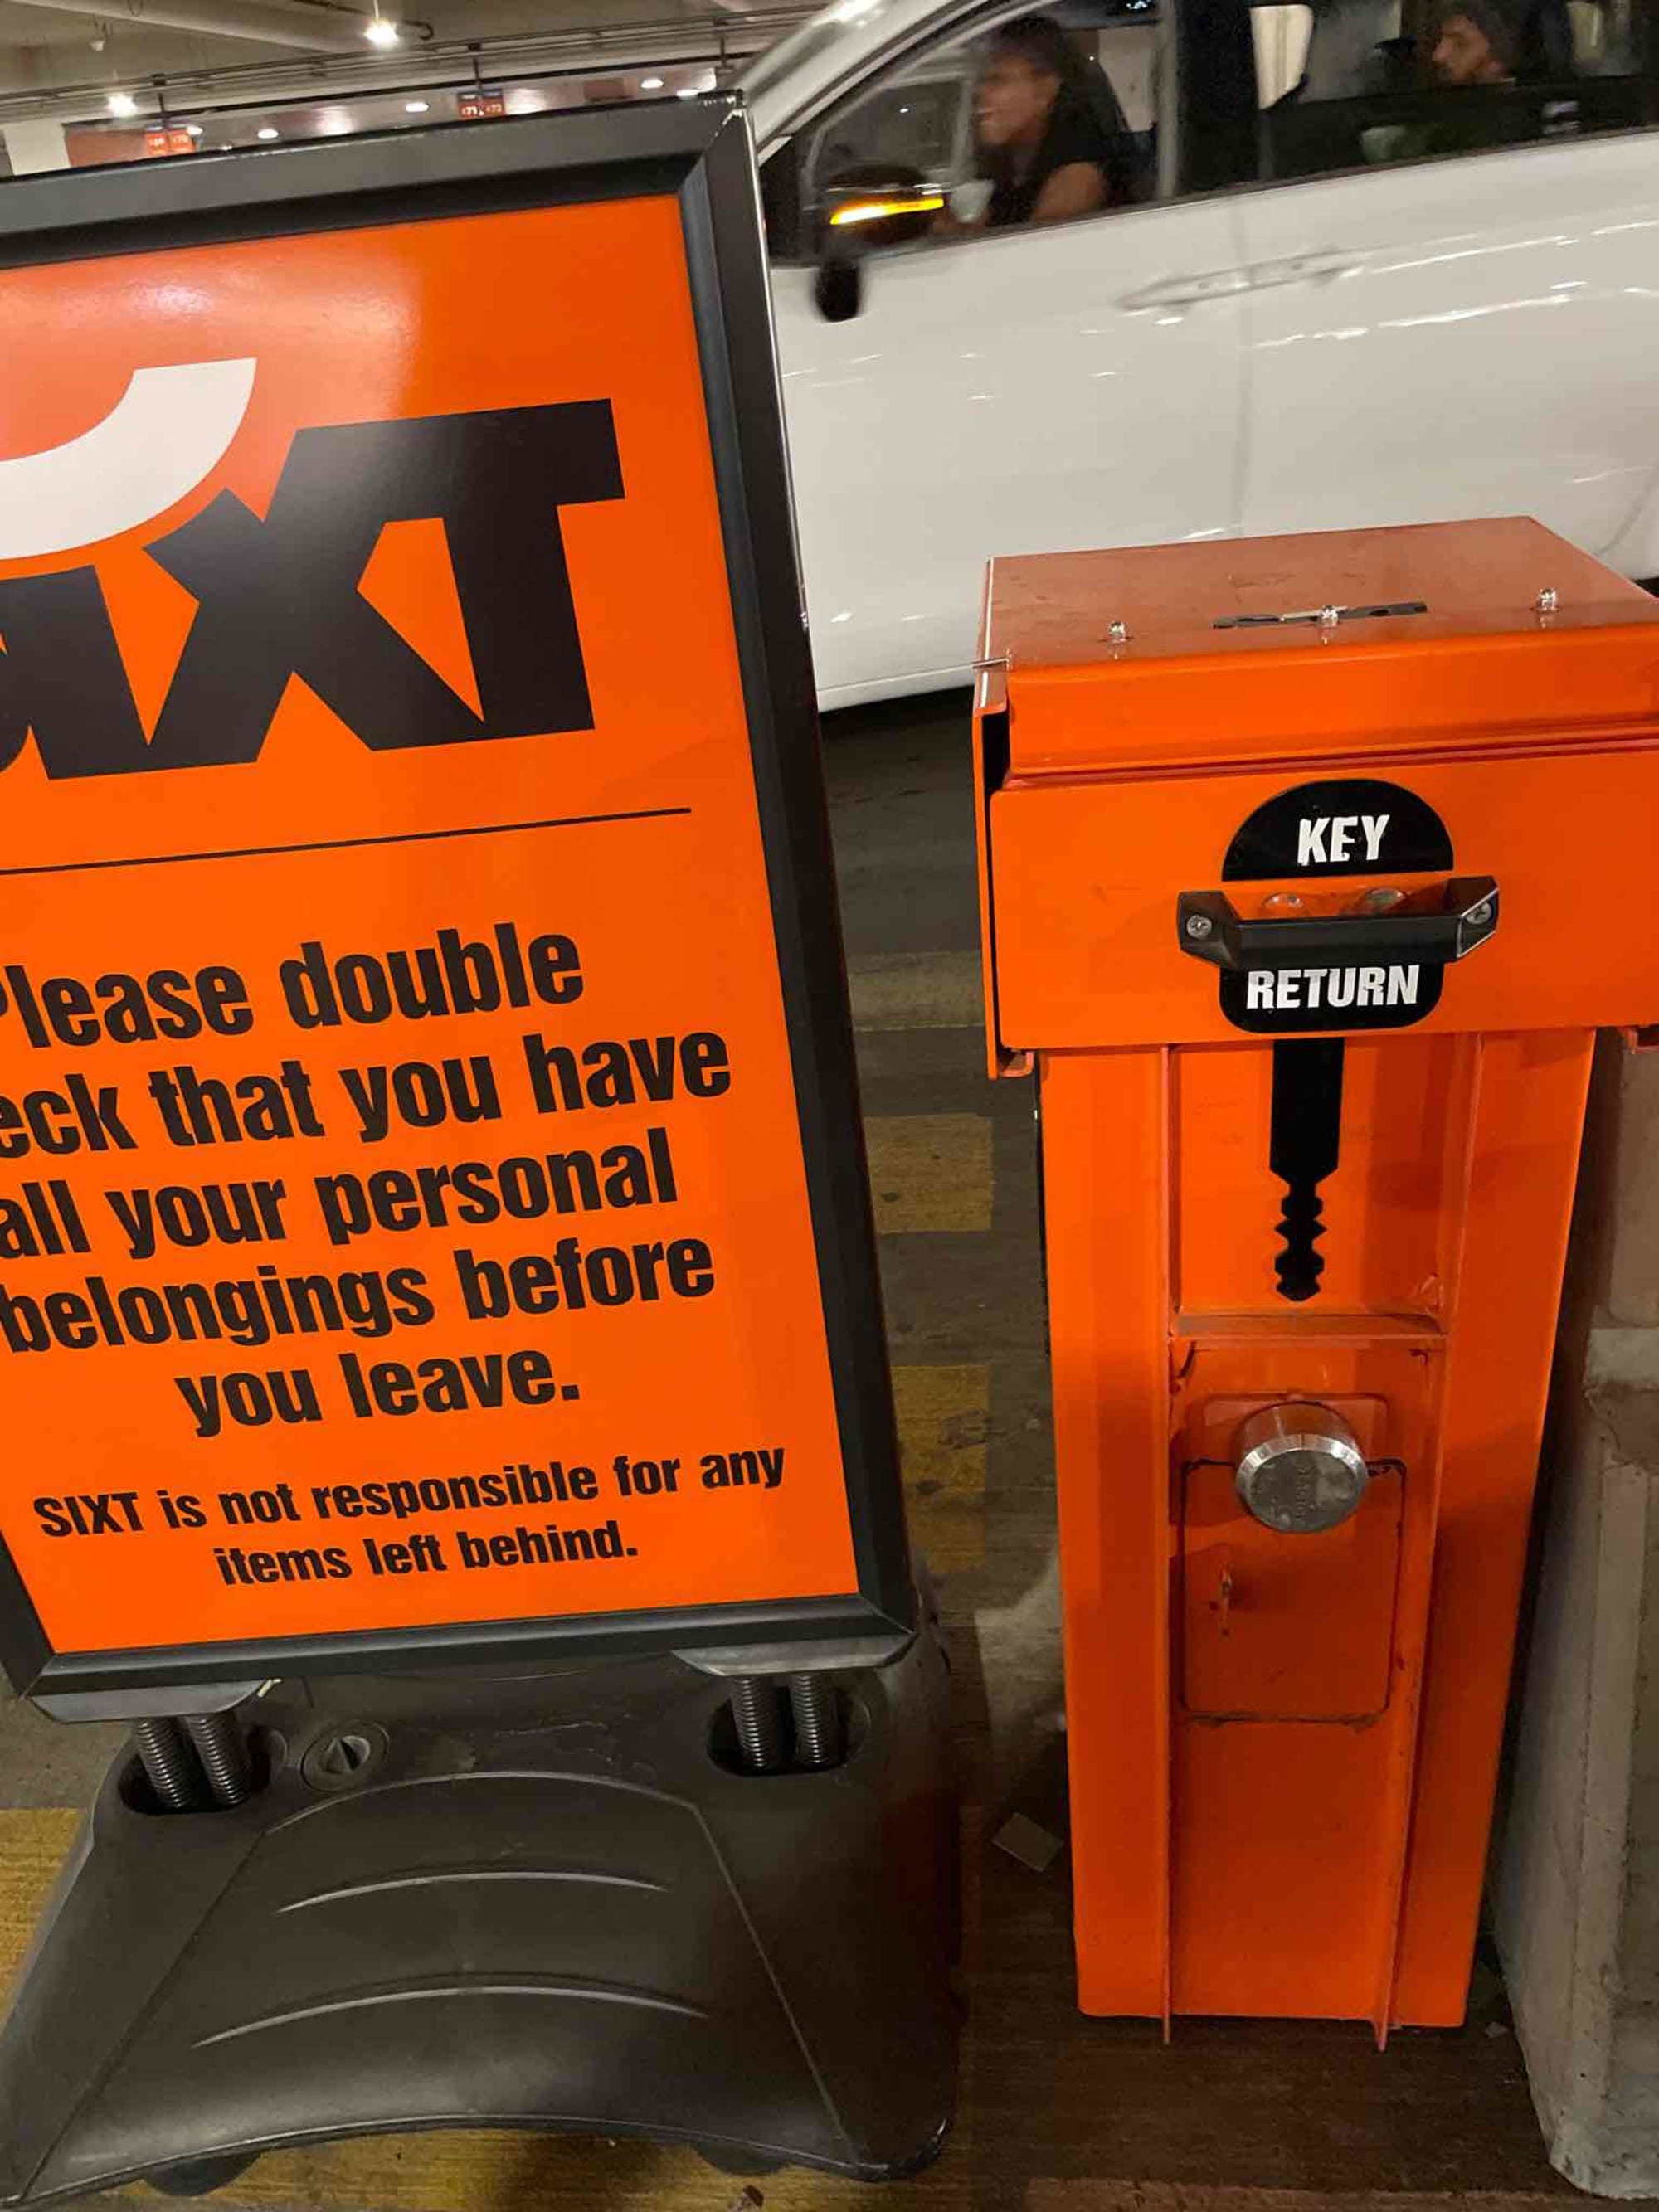 sixt
Please double
eck that you have
all your personal
belongings before
you leave.
SIXT is not responsible for any
items left behind.
KEY
RETURN